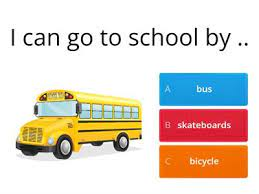 I can go to school by ..
A bus
B skateboards
C bicycle